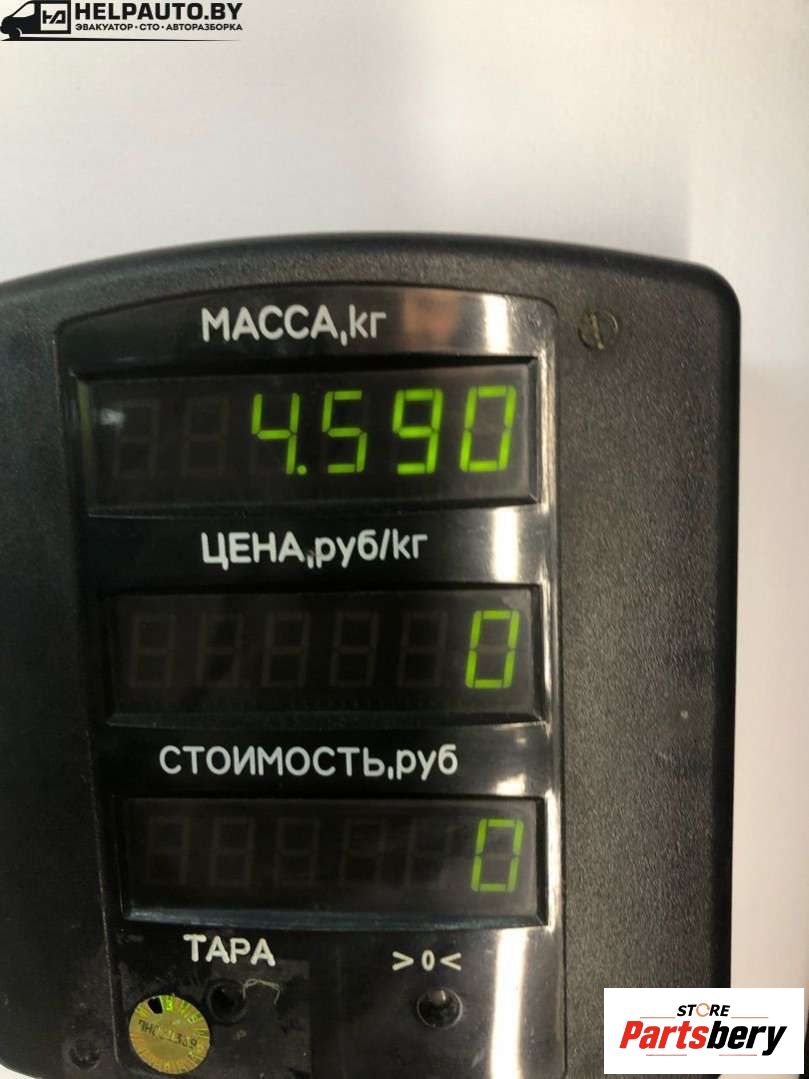 HELPAUTO.BY
ЭВАКУАТОР • СТО • АВТОРАЗБОРКА
МАССА,кг
4.590
ЦЕНА,руб/кг
0
СТОИМОСТЬ,руб
0
ТАРА
>0<
STORE
Partsbery